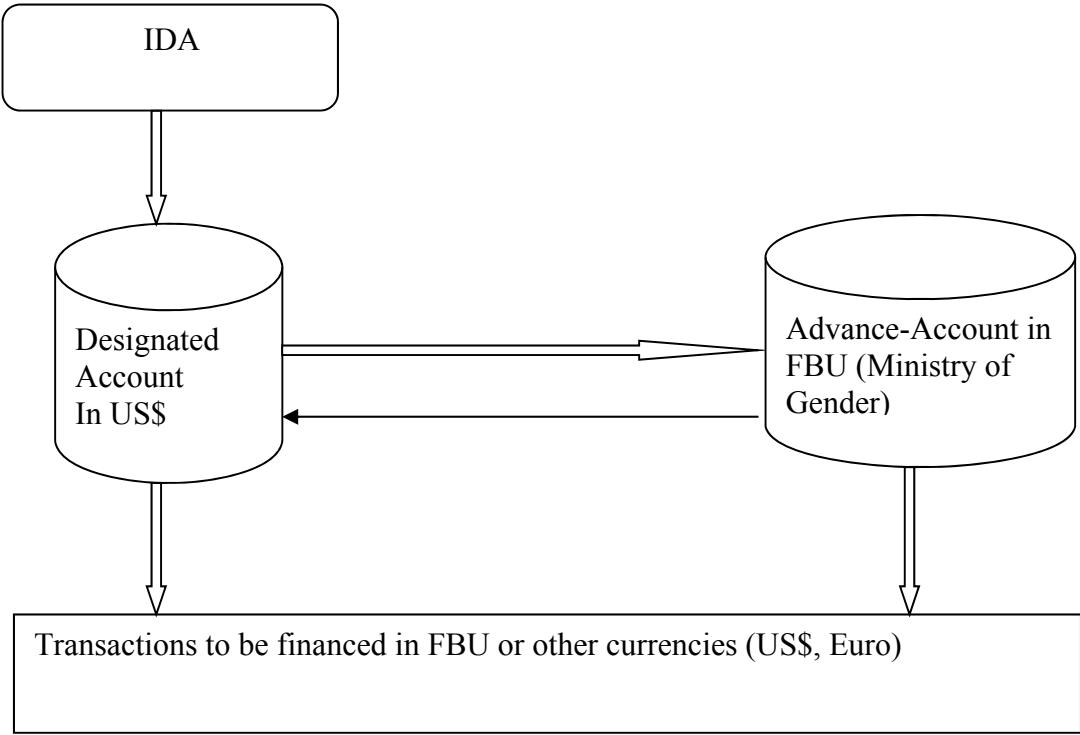 IDA
Designated
Account
In US$
Advance-Account in
FBU (Ministry of
Gender)
Transactions to be financed in FBU or other currencies (US$, Euro)